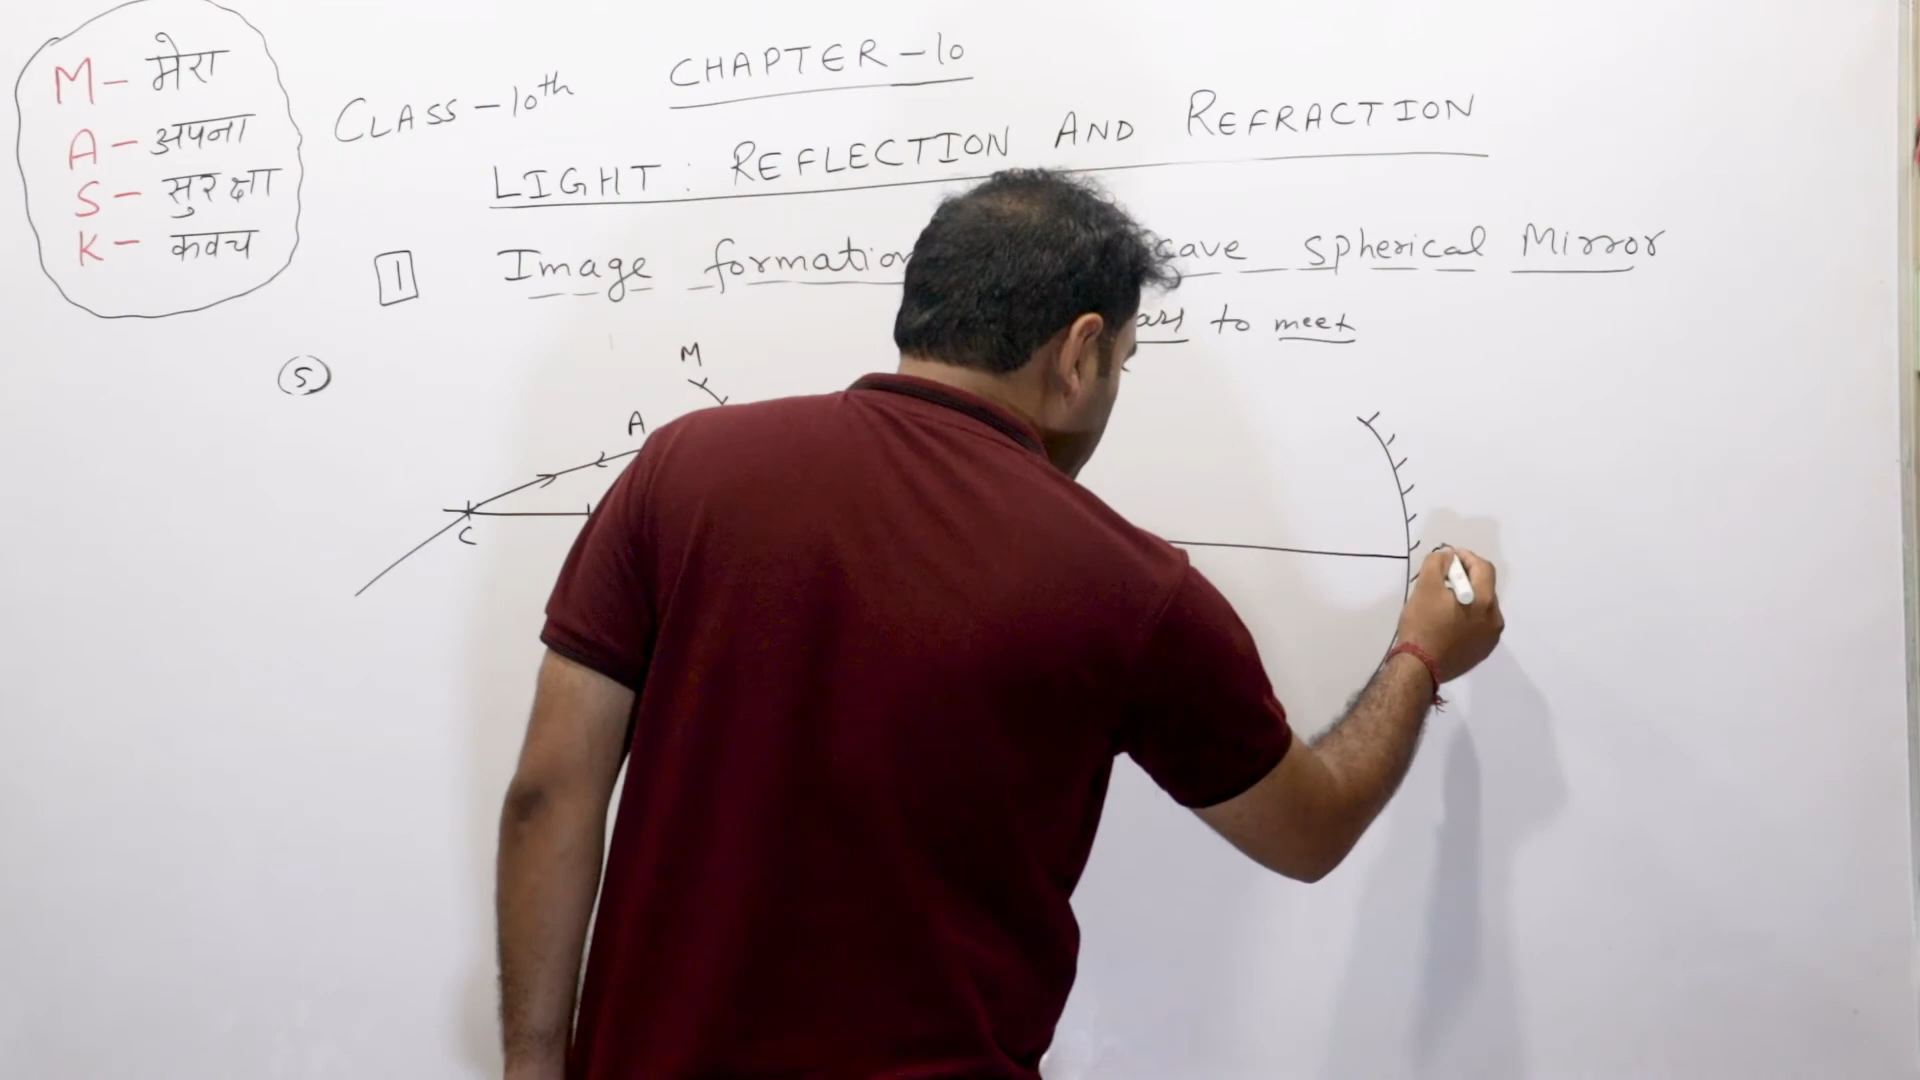 M - मेरा
A - अपना
S - सुरक्षा
K - कवच
CLASS - 10th
CHAPTER - 10
LIGHT : REFLECTION AND REFRACTION
1 Image formation cave Spherical Mirror
to meet
5
M
A
C